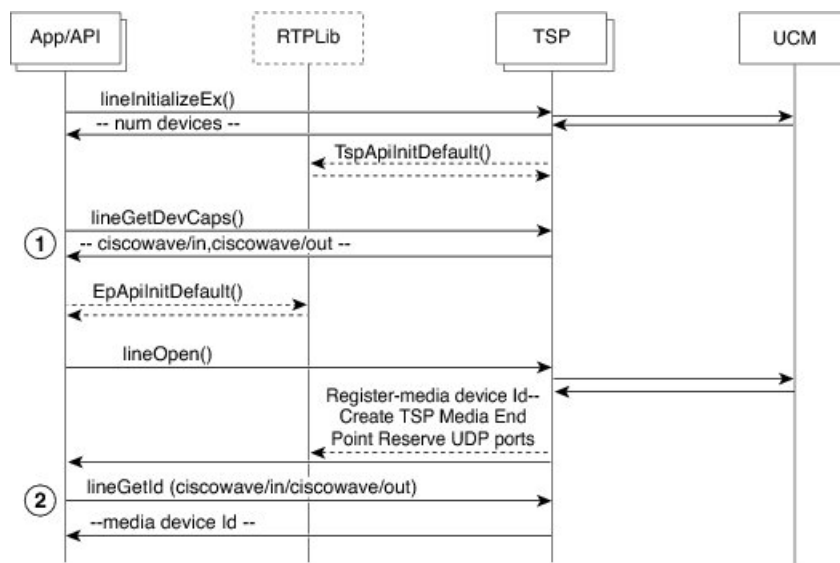 App/API
RTPLib
TSP
UCM
lineInitializeEx()
-- num devices --
TspApiInitDefault()
lineGetDevCaps()
1
-- ciscowave/in,ciscowave/out --
EpApiInitDefault()
lineOpen()
Register-media device Id--
Create TSP Media End
Point Reserve UDP ports
2
lineGetId (ciscowave/in/ciscowave/out)
--media device Id --